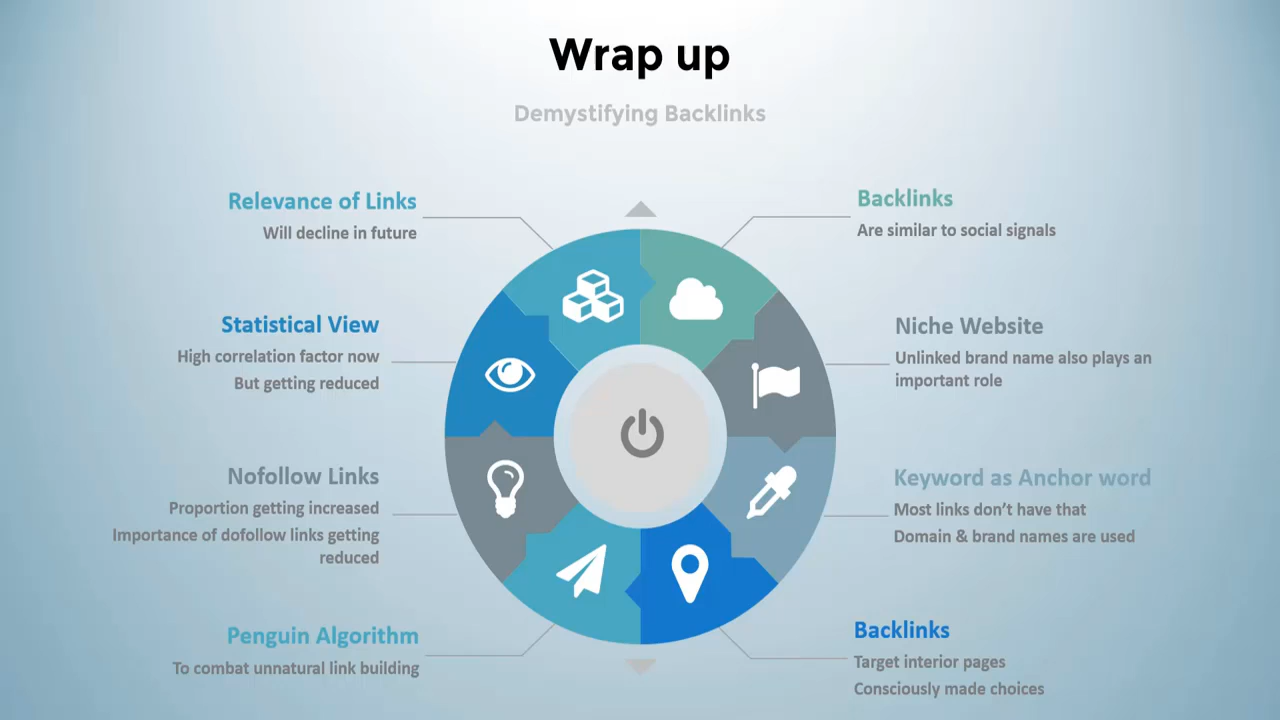 Wrap up
Demystifying Backlinks
Relevance of Links
Will decline in future
Statistical View
High correlation factor now
But getting reduced
Nofollow Links
Proportion getting increased
Importance of dofollow links getting
reduced
Penguin Algorithm
To combat unnatural link building
Backlinks
Are similar to social signals
Niche Website
Unlinked brand name also plays an
important role
Keyword as Anchor word
Most links don’t have that
Domain & brand names are used
Backlinks
Target interior pages
Consciously made choices